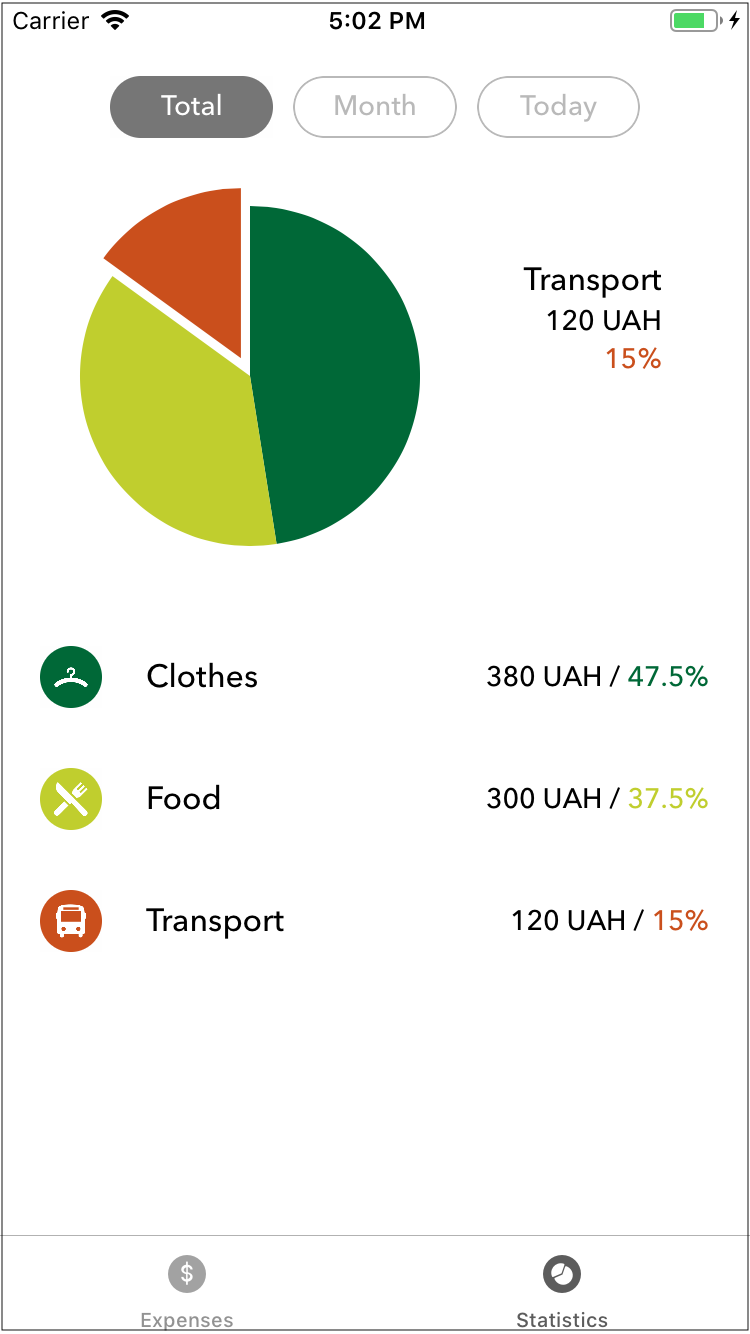 Carrier 5:02 PM
Total Month Today
Transport
120 UAH
15%
Clothes 380 UAH / 47.5%
Food 300 UAH / 37.5%
Transport 120 UAH / 15%
$
Expenses Statistics